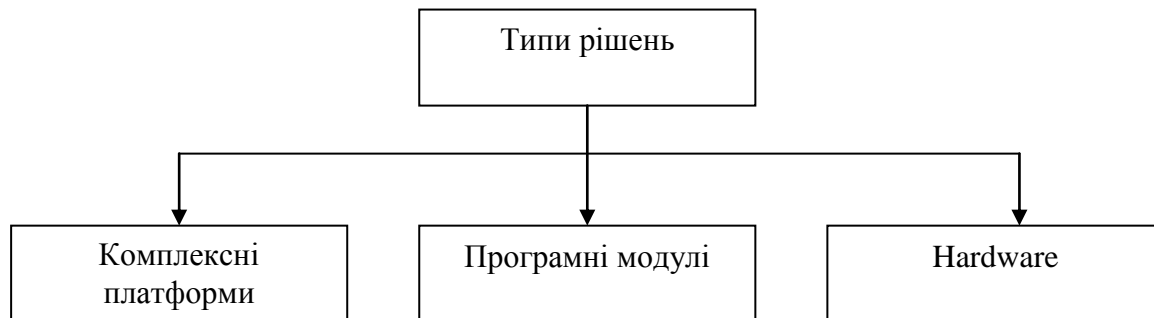 Типи рішень
Комплексні
платформи
Програмні модулі
Hardware